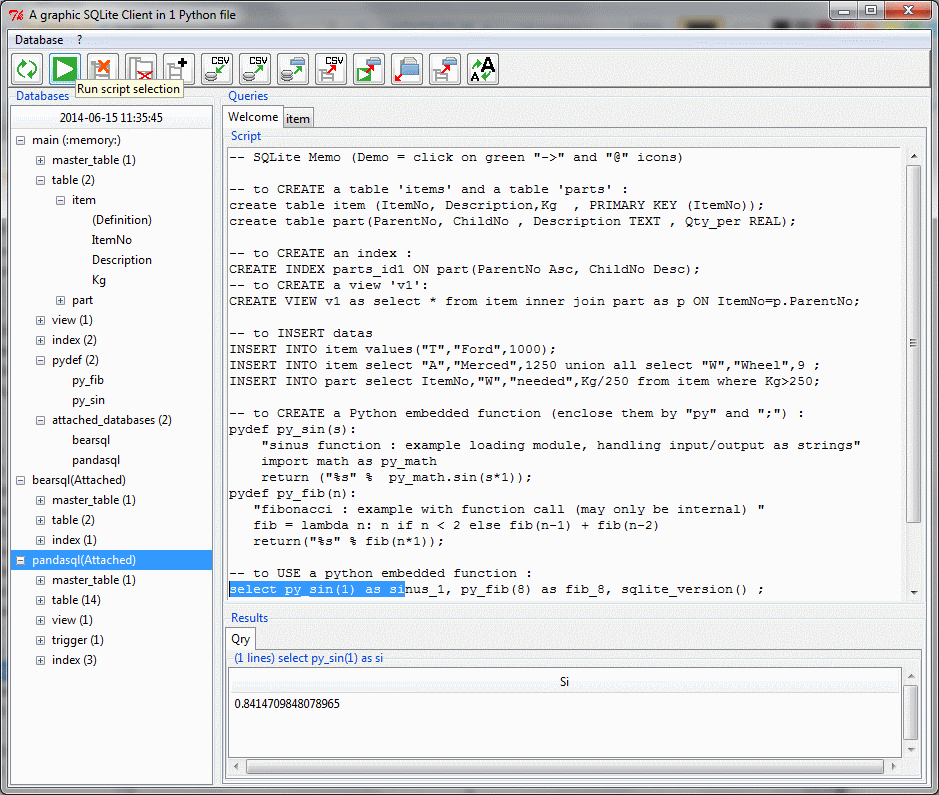 A graphic SQLite Client in 1 Python file
Database ?
CSV CSV CSV A A
Run script selection
Databases
2014-06-15 11:35:45
main (:memory:)
master_table (1)
table (2)
item
(Definition)
ItemNo
Description
Kg
part
view (1)
index (2)
pydef (2)
py_fib
py_sin
attached_databases (2)
bearsql
pandasql
bearsql(Attached)
master_table (1)
table (2)
index (1)
pandasql(Attached)
master_table (1)
table (14)
view (1)
trigger (1)
index (3)
Queries
Welcome item
Script
-- SQLite Memo (Demo = click on green "->" and "@" icons)
-- to CREATE a table 'items' and a table 'parts' :
create table item (ItemNo, Description,Kg  , PRIMARY KEY (ItemNo));
create table part(ParentNo, ChildNo , Description TEXT , Qty_per REAL);
-- to CREATE an index :
CREATE INDEX parts_id1 ON part(ParentNo Asc, ChildNo Desc);
-- to CREATE a view 'v1':
CREATE VIEW v1 as select * from item inner join part as p ON ItemNo=p.ParentNo;
-- to INSERT datas
INSERT INTO item values("T","Ford",1000);
INSERT INTO item select "A","Merced",1250 union all select "W","Wheel",9 ;
INSERT INTO part select ItemNo,"W","needed",Kg/250 from item where Kg>250;
-- to CREATE a Python embedded function (enclose them by "py" and ";") :
pydef py_sin(s):
"sinus function : example loading module, handling input/output as strings"
import math as py_math
return ("%s" %  py_math.sin(s*1));
pydef py_fib(n):
"fibonacci : example with function call (may only be internal) "
fib = lambda n: n if n < 2 else fib(n-1) + fib(n-2)
return("%s" % fib(n*1));
-- to USE a python embedded function :
select py_sin(1) as sinus_1, py_fib(8) as fib_8, sqlite_version() ;
Results
Qry
(1 lines) select py_sin(1) as si
Si
0.8414709848078965